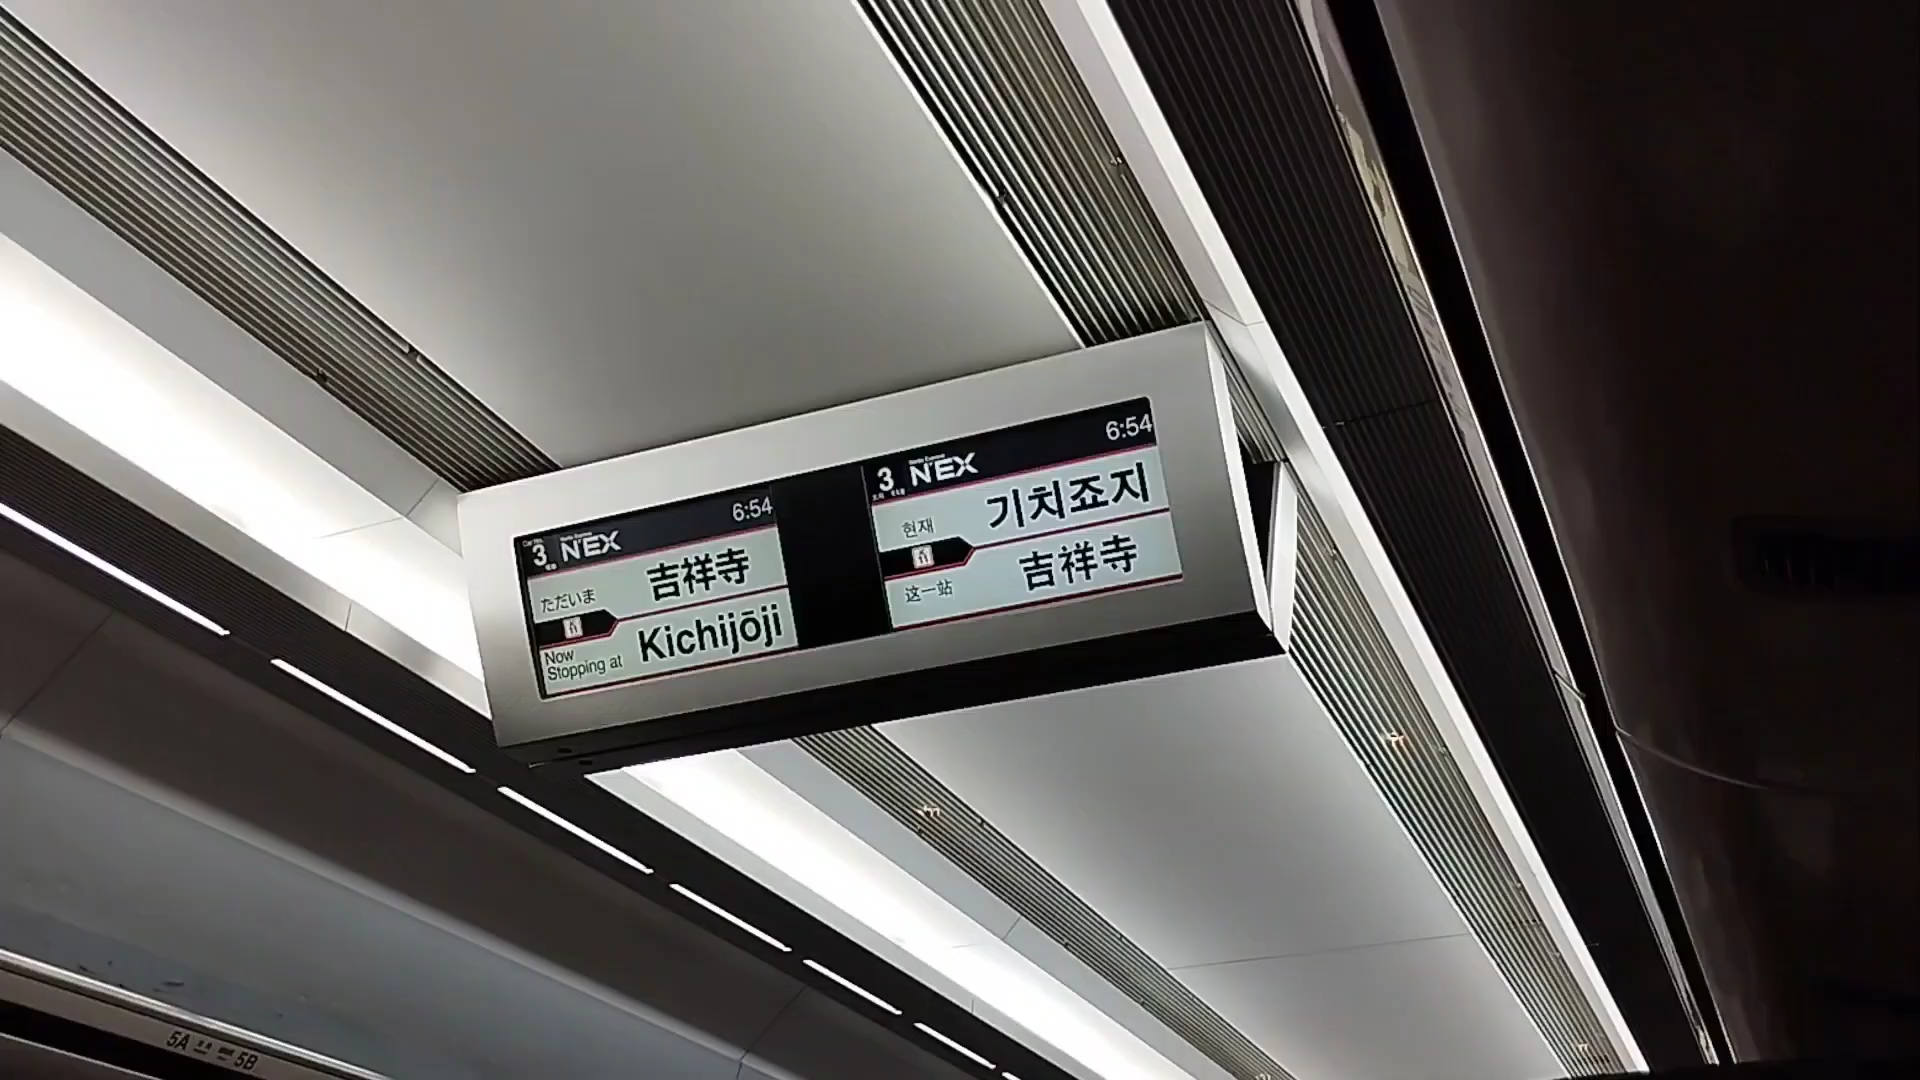 3 N'EX 6:54
ただいま 吉祥寺
Now
Stopping at Kichijōji
3 N'EX 6:54
현재 기치죠지
这一站 吉祥寺
5A 5B